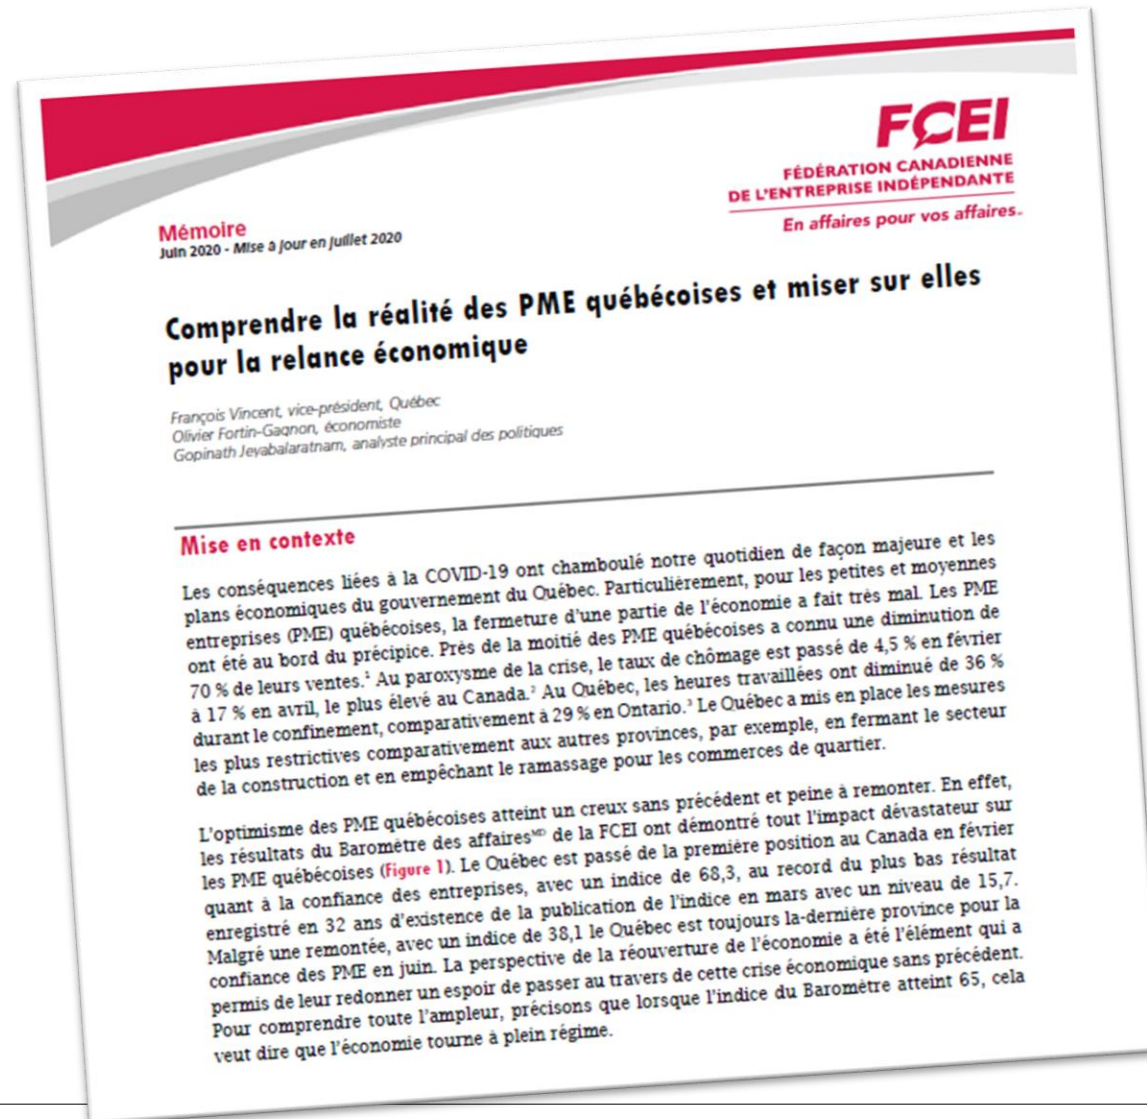 FCEI
FÉDÉRATION CANADIENNE
DE L'ENTREPRISE INDÉPENDANTE
En affaires pour vos affaires.
Mémoire
Juin 2020 - Mise à jour en juillet 2020
Comprendre la réalité des PME québécoises et miser sur elles
pour la relance économique
François Vincent, vice-président, Québec
Olivier Fortin-Gagnon, économiste
Gopinath Jeyabalaratnam, analyste principal des politiques
Mise en contexte
Les conséquences liées à la COVID-19 ont chamboulé notre quotidien de façon majeure et les
plans économiques du gouvernement du Québec. Particulièrement, pour les petites et moyennes
entreprises (PME) québécoises, la fermeture d'une partie de l'économie a fait très mal. Les PME
ont été au bord du précipice. Près de la moitié des PME québécoises a connu une diminution de
70 % de leurs ventes.¹ Au paroxysme de la crise, le taux de chômage est passé de 4,5 % en février
à 17 % en avril, le plus élevé au Canada.² Au Québec, les heures travaillées ont diminué de 36 %
durant le confinement, comparativement à 29 % en Ontario.³ Le Québec a mis en place les mesures
les plus restrictives comparativement aux autres provinces, par exemple, en fermant le secteur
de la construction et en empêchant le ramassage pour les commerces de quartier.
L'optimisme des PME québécoises atteint un creux sans précédent et peine à remonter. En effet,
les résultats du Baromètre des affaires ᴹᴰ de la FCEI ont démontré tout l'impact dévastateur sur
les PME québécoises (Figure 1). Le Québec est passé de la première position au Canada en février
quant à la confiance des entreprises, avec un indice de 68,3, au record du plus bas résultat
enregistré en 32 ans d'existence de la publication de l'indice en mars avec un niveau de 15,7.
Malgré une remontée, avec un indice de 38,1 le Québec est toujours la-dernière province pour la
confiance des PME en juin. La perspective de la réouverture de l'économie a été l'élément qui a
permis de leur redonner un espoir de passer au travers de cette crise économique sans précédent.
Pour comprendre toute l'ampleur, précisons que lorsque l'indice du Baromètre atteint 65, cela
veut dire que l'économie tourne à plein régime.